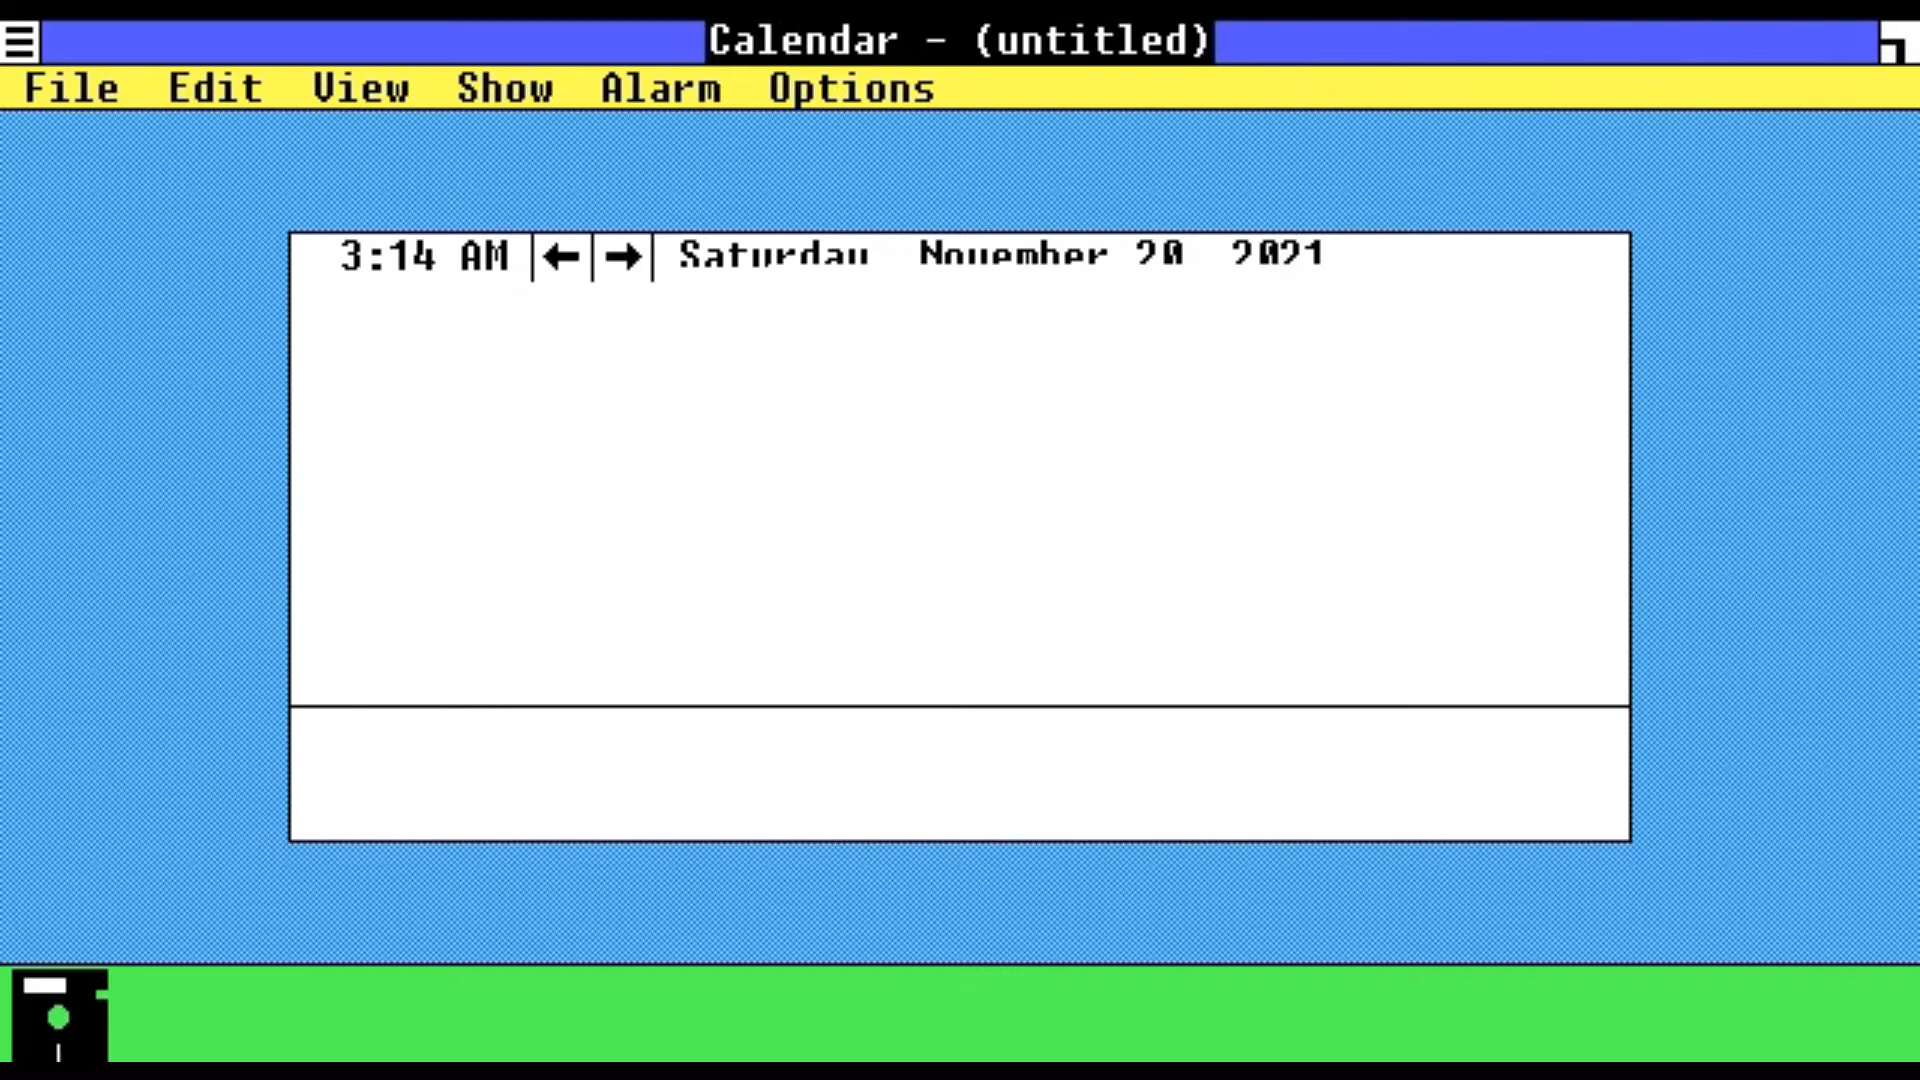 Calendar - (untitled)
File Edit View Show Alarm Options
3:14 AM ← → Saturday November 20 2021